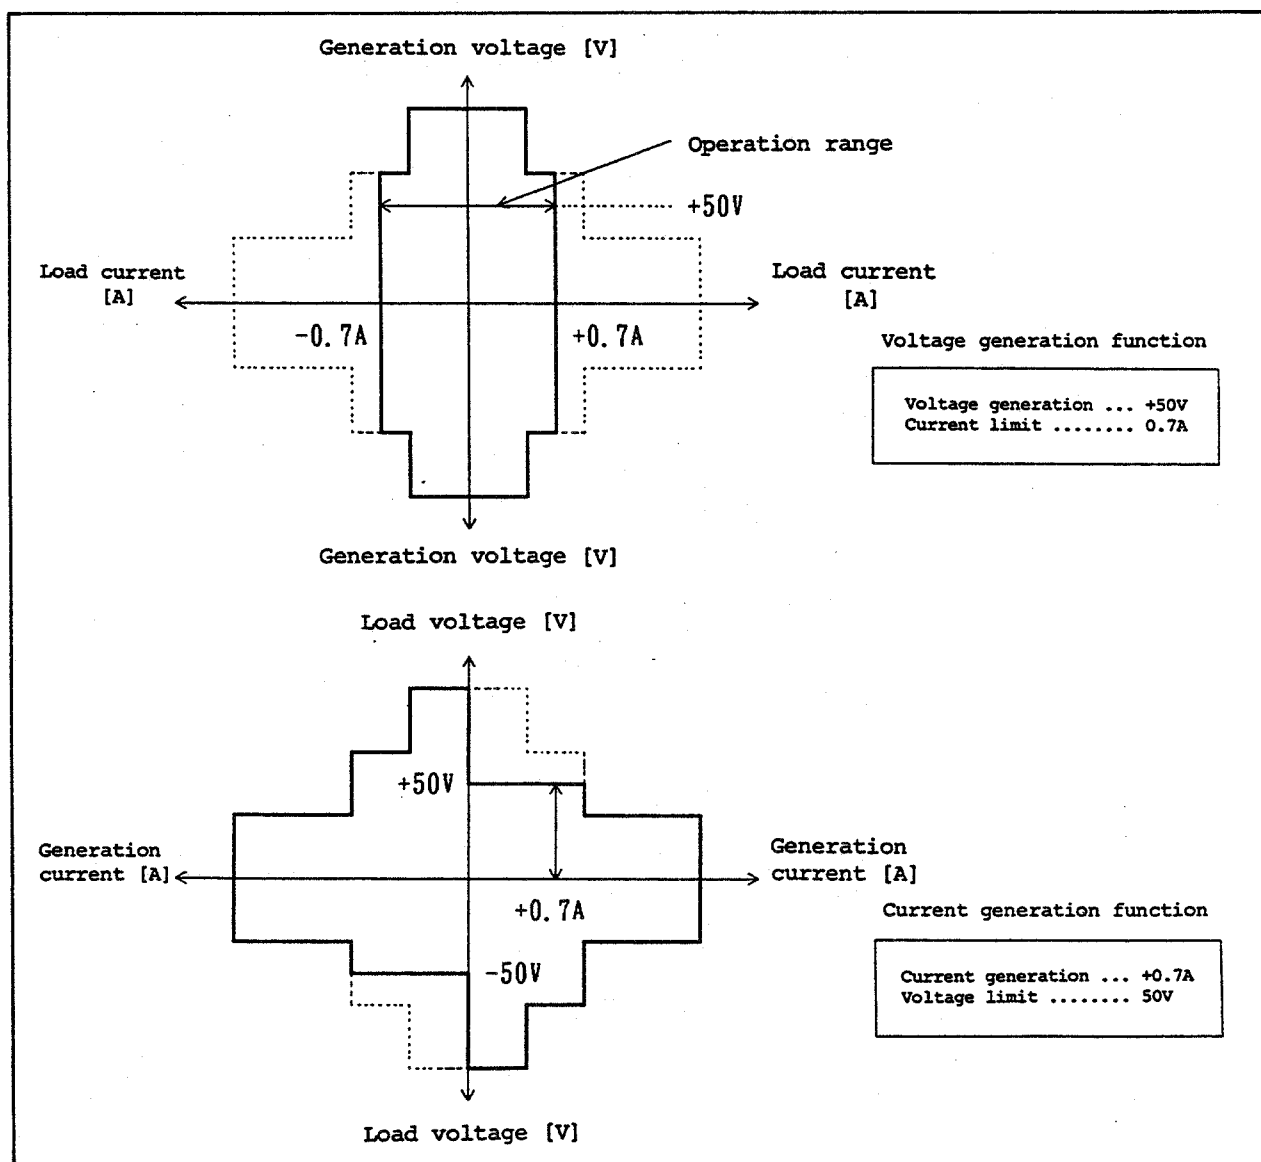 Generation voltage [V]
Operation range
+50V
Load current
[A]
Load current
[A]
-0.7A
+0.7A
Voltage generation function
Voltage generation ... +50V
Current limit ........ 0.7A
Generation voltage [V]
Load voltage [V]
+50V
Generation
current [A]
Generation
current [A]
+0.7A
Current generation function
-50V
Current generation ... +0.7A
Voltage limit ........ 50V
Load voltage [V]